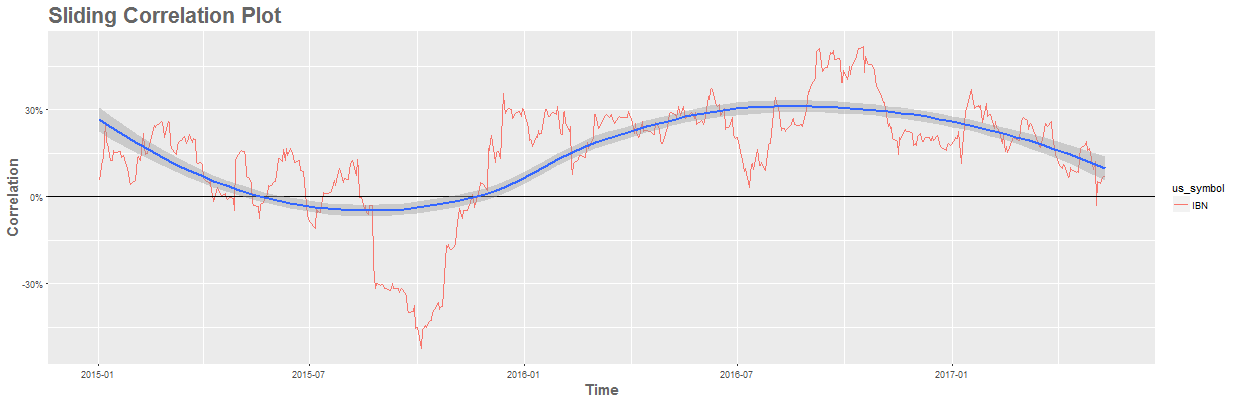 Sliding Correlation Plot
30%
0%
-30%
Correlation
2015-01
2015-07
2016-01
2016-07
2017-01
Time
us_symbol
IBN